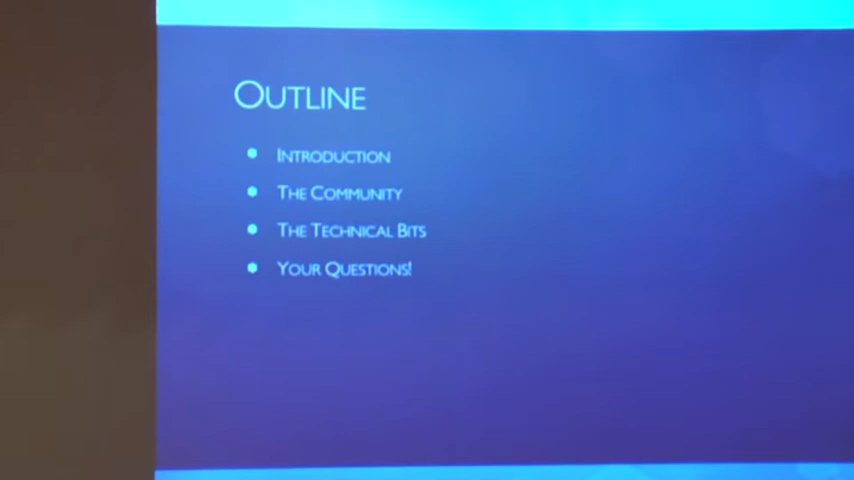 Outline
Introduction
The Community
The Technical Bits
Your Questions!